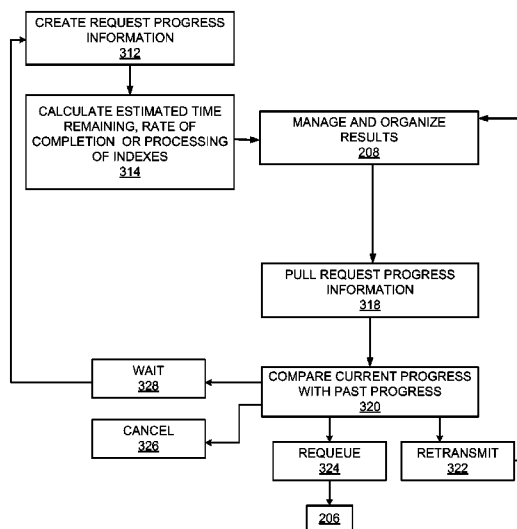 CREATE REQUEST PROGRESS
INFORMATION
312
CALCULATE ESTIMATED TIME
REMAINING, RATE OF
COMPLETION OR PROCESSING
OF INDEXES
314
MANAGE AND ORGANIZE
RESULTS
208
PULL REQUEST PROGRESS
INFORMATION
318
COMPARE CURRENT PROGRESS
WITH PAST PROGRESS
320
WAIT
328
CANCEL
326
REQUEUE
324
RETRANSMIT
322
206